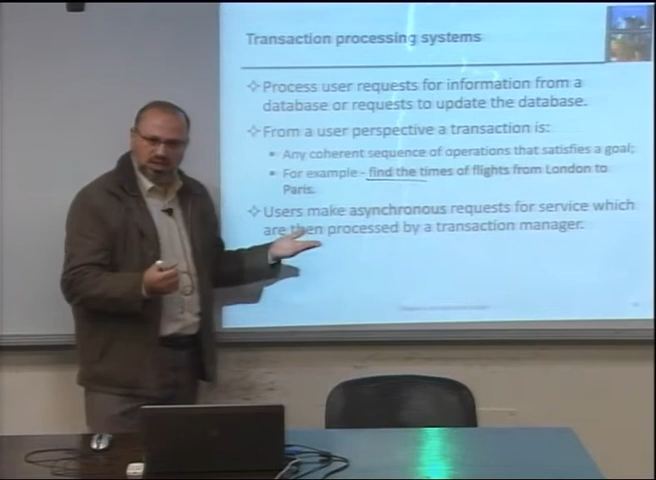 Transaction processing systems
Process user requests for information from a
database or requests to update the database.
From a user perspective a transaction is:
Any coherent sequence of operations that satisfies a goal;
For example - find the times of flights from London to
Paris.
Users make asynchronous requests for service which
are then processed by a transaction manager.